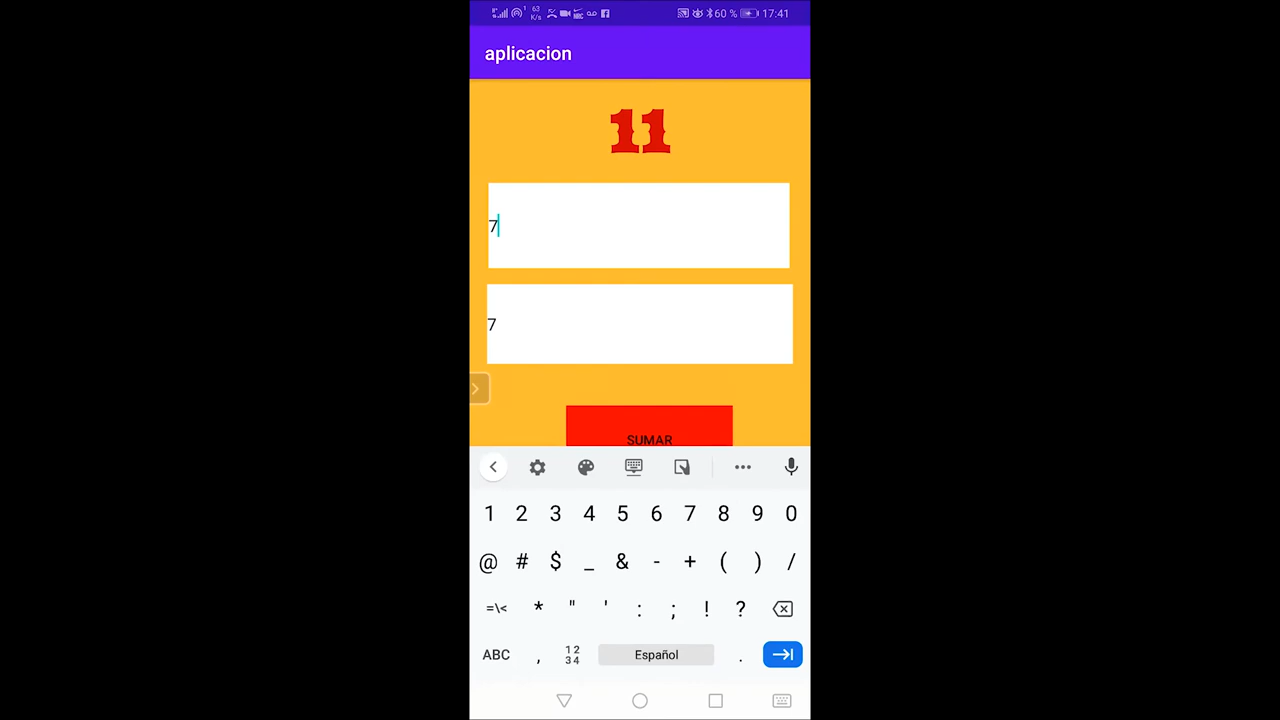 63
K/s
60 %
17:41
aplicacion
11
7
7
SUMAR
1 2 3 4 5 6 7 8 9 0
@ # $ _ & - + ( ) /
=\< * " ' : ; ! ?
ABC , 12 34 Español .